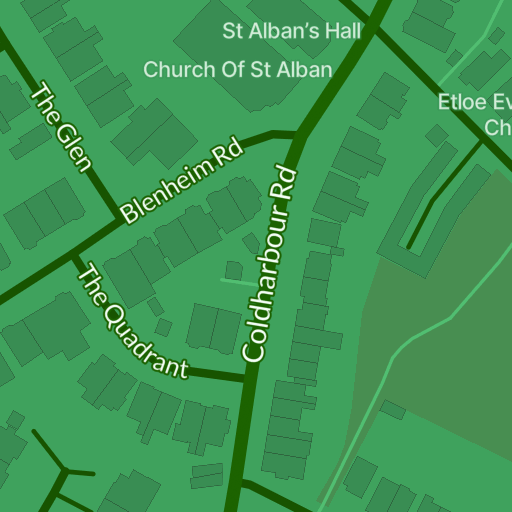 St Alban's Hall
Church Of St Alban
Etloe Ev
Ch
The Glen
Blenheim Rd
Coldharbour Rd
The Quadrant